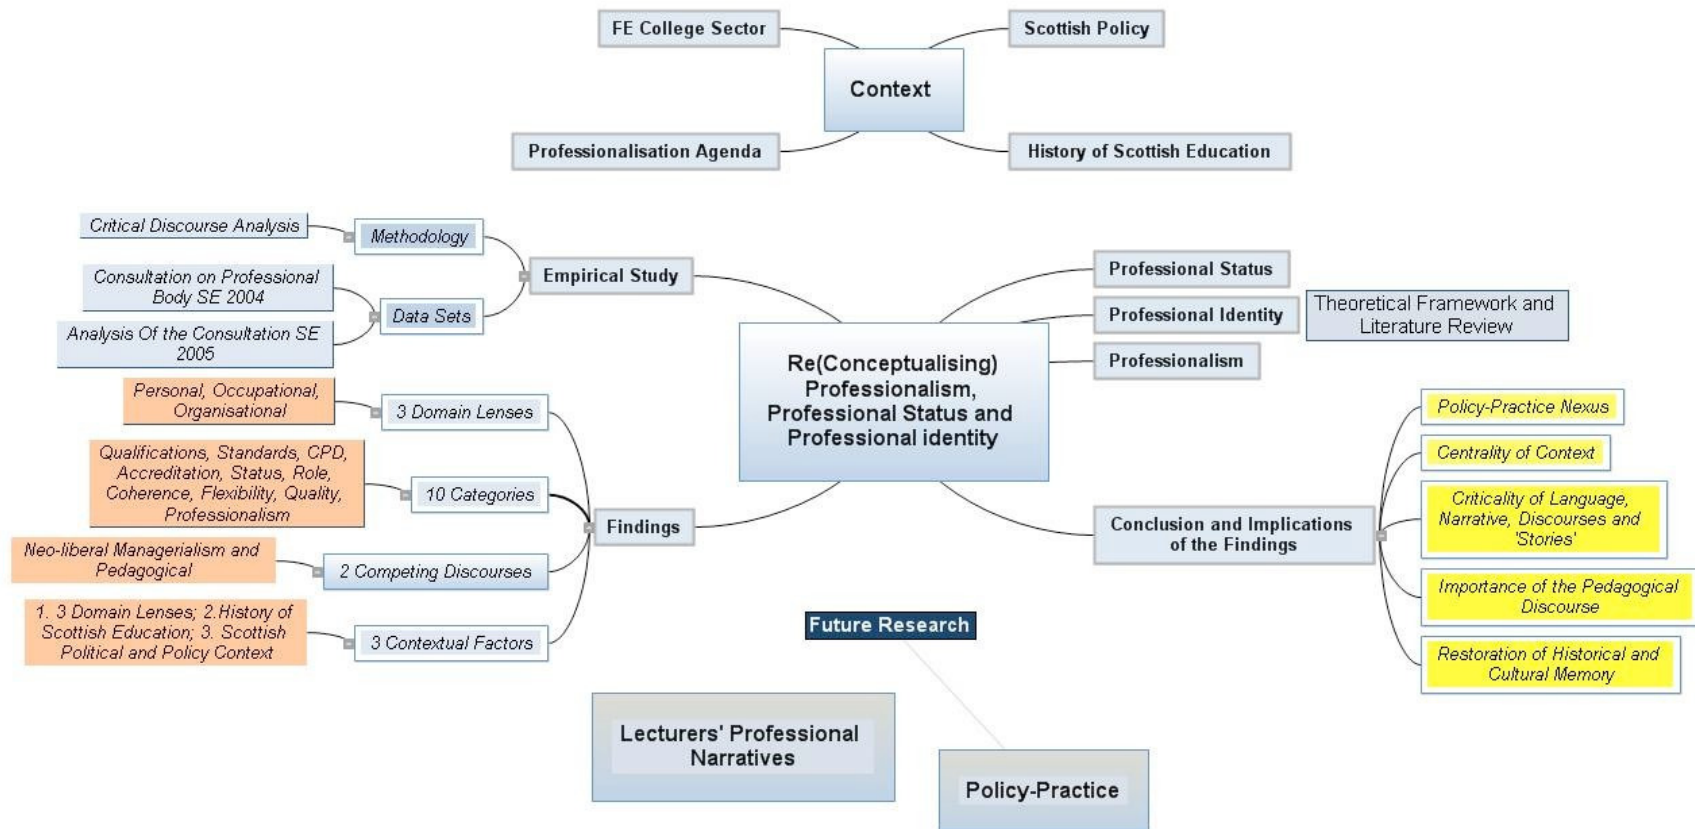 FE College Sector
Scottish Policy
Context
Professionalisation Agenda
History of Scottish Education
Critical Discourse Analysis
Methodology
Consultation on Professional
Body SE 2004
Data Sets
Analysis Of the Consultation SE
2005
Empirical Study
Professional Status
Professional Identity
Professionalism
Theoretical Framework and
Literature Review
Re(Conceptualising)
Professionalism,
Professional Status and
Professional identity
Personal, Occupational,
Organisational
3 Domain Lenses
Qualifications, Standards, CPD,
Accreditation, Status, Role,
Coherence, Flexibility, Quality,
Professionalism
10 Categories
Findings
Neo-liberal Managerialism and
Pedagogical
2 Competing Discourses
1. 3 Domain Lenses; 2.History of
Scottish Education; 3. Scottish
Political and Policy Context
3 Contextual Factors
Conclusion and Implications
of the Findings
Policy-Practice Nexus
Centrality of Context
Criticality of Language,
Narrative, Discourses and
'Stories'
Importance of the Pedagogical
Discourse
Restoration of Historical and
Cultural Memory
Future Research
Lecturers' Professional
Narratives
Policy-Practice